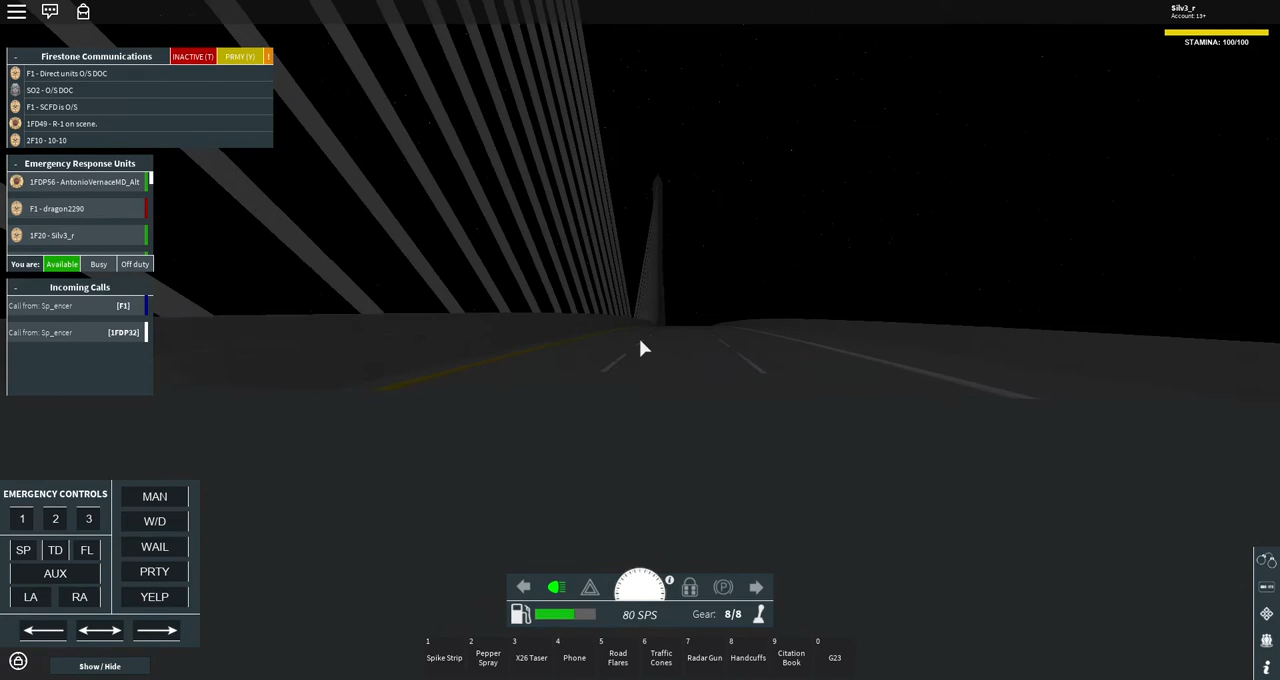 Silv3_r
Account: 13+
STAMINA: 100/100
- Firestone Communications INACTIVE (T) PRMY (Y) !
F1 - Direct units O/S DOC
SO2 - O/S DOC
F1 - SCFD is O/S
1FD49 - R-1 on scene.
2F10 - 10-10
- Emergency Response Units
1FDP56 - AntonioVernaceMD_Alt
F1 - dragon2290
1F20 - Silv3_r
You are: Available Busy Off duty
- Incoming Calls
Call from: Sp_encer [F1]
Call from: Sp_encer [1FDP32]
EMERGENCY CONTROLS
1 2 3
SP TD FL
AUX
LA RA
MAN
W/D
WAIL
PRTY
YELP
Show / Hide
80 SPS Gear: 8/8
1 Spike Strip
2 Pepper Spray
3 X26 Taser
4 Phone
5 Road Flares
6 Traffic Cones
7 Radar Gun
8 Handcuffs
9 Citation Book
0 G23